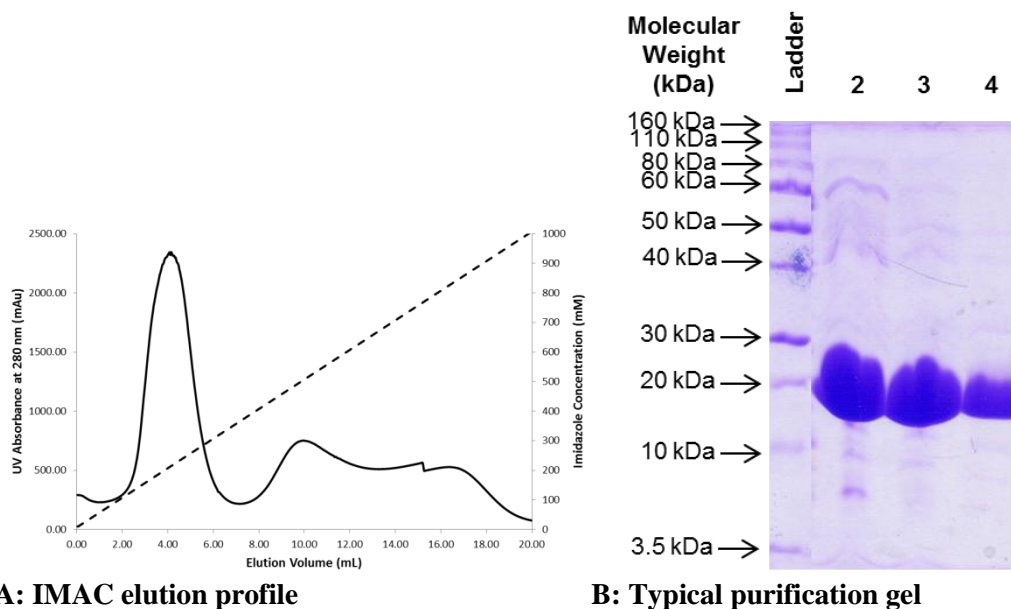 Molecular
Weight
(kDa)
Ladder
2 3 4
160 kDa
110 kDa
80 kDa
60 kDa
50 kDa
40 kDa
30 kDa
20 kDa
10 kDa
3.5 kDa
UV Absorbance at 280 nm (mAu)
2500.00
2000.00
1500.00
1000.00
500.00
0.00
0.00 2.00 4.00 6.00 8.00 10.00 12.00 14.00 16.00 18.00 20.00
Elution Volume (mL)
1000
900
800
700
600
500
400
300
200
100
0
Imidazole Concentration (mM)
A: IMAC elution profile
B: Typical purification gel